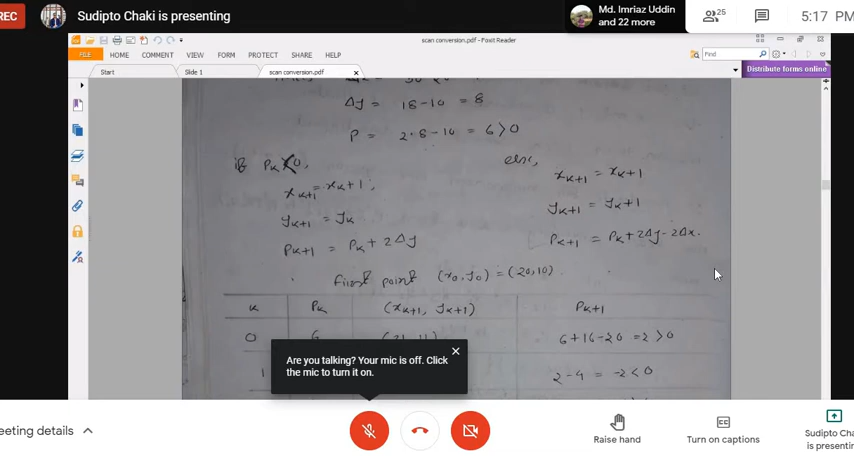 REC
Sudipto Chaki is presenting
Md. Imriaz Uddin
and 22 more
25
5:17 PM
scan conversion.pdf - Foxit Reader
FILE HOME COMMENT VIEW FORM PROTECT SHARE HELP
Find
Start Slide 1 scan conversion.pdf
Distribute forms online
Δy = 18-10 = 8
P = 2·8-10 = 6>0
if Pk<0, else,
xk+1 = xk+1; xk+1 = xk+1
yk+1 = yk yk+1 = yk+1
Pk+1 = Pk+2Δy Pk+1 = Pk+2Δy-2Δx.
First point (x0,y0) = (20,10).
k Pk (xk+1, yk+1) Pk+1
0 6 (21,11) 6+16-20 = 2>0
1 2-4 = -2<0
Are you talking? Your mic is off. Click
the mic to turn it on.
eeting details
Raise hand
Turn on captions
Sudipto Cha
is presentin